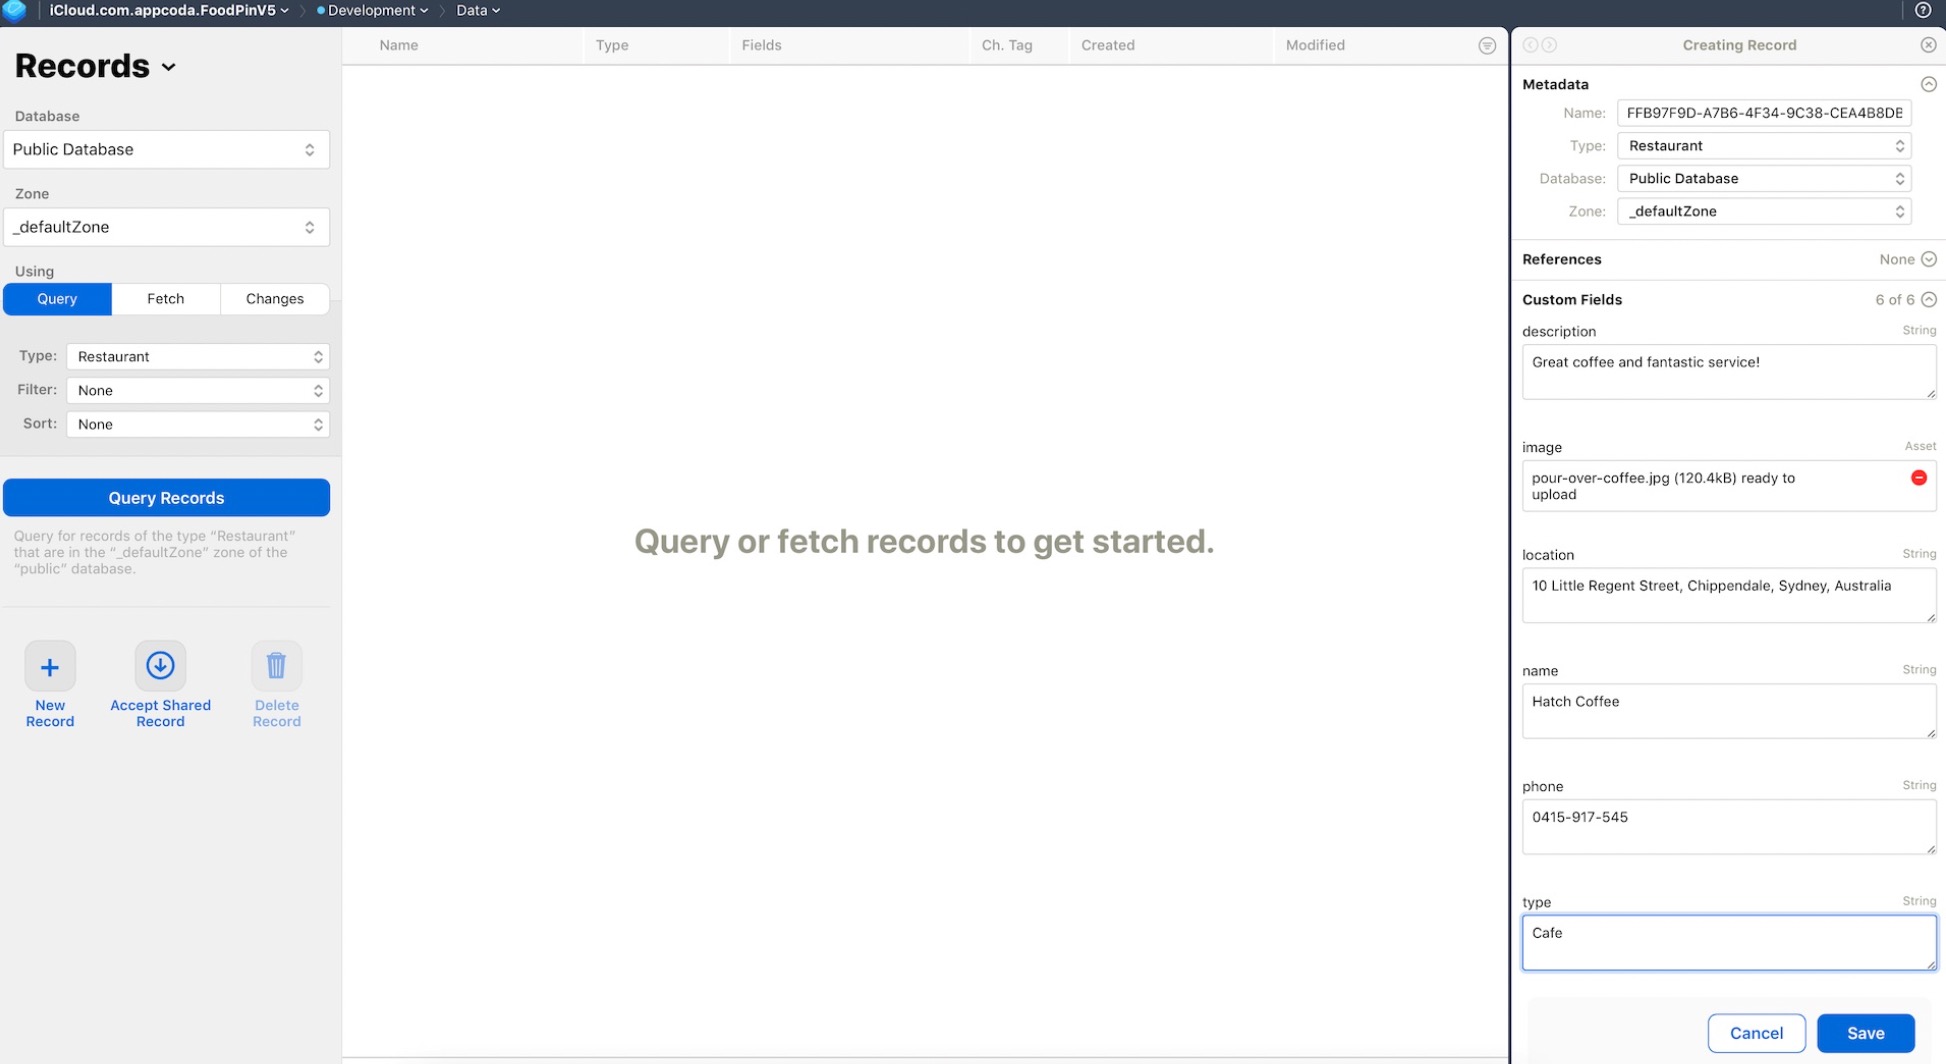 iCloud.com.appcoda.FoodPinV5
Development
Data
Records
Database
Public Database
Zone
_defaultZone
Using
Query
Fetch
Changes
Type:
Restaurant
Filter:
None
Sort:
None
Query Records
Query for records of the type “Restaurant”
that are in the “_defaultZone” zone of the
“public” database.
New
Record
Accept Shared
Record
Delete
Record
Name
Type
Fields
Ch. Tag
Created
Modified
Query or fetch records to get started.
Creating Record
Metadata
Name:
FFB97F9D-A7B6-4F34-9C38-CEA4B8DB
Type:
Restaurant
Database:
Public Database
Zone:
_defaultZone
References
None
Custom Fields
6 of 6
description
String
Great coffee and fantastic service!
image
Asset
pour-over-coffee.jpg (120.4kB) ready to
upload
location
String
10 Little Regent Street, Chippendale, Sydney, Australia
name
String
Hatch Coffee
phone
String
0415-917-545
type
String
Cafe
Cancel
Save